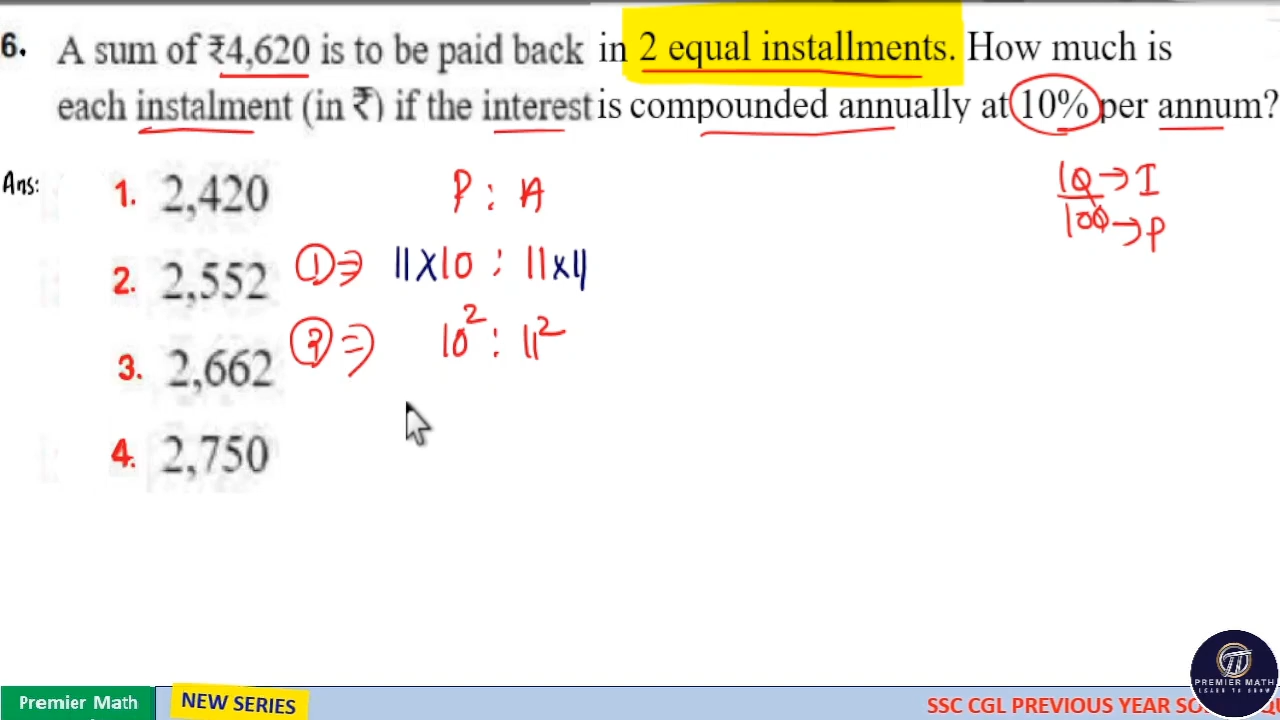 6. A sum of ₹4,620 is to be paid back in 2 equal installments. How much is
each instalment (in ₹) if the interest is compounded annually at 10% per annum?
Ans:
1. 2,420
2. 2,552
3. 2,662
4. 2,750
P : A
① ⇒ 11×10 : 11×11
② ⇒ 10² : 11²
10 → I
100 → P
PREMIER MATH
LEARN TO SHOW
Premier Math
NEW SERIES
SSC CGL PREVIOUS YEAR